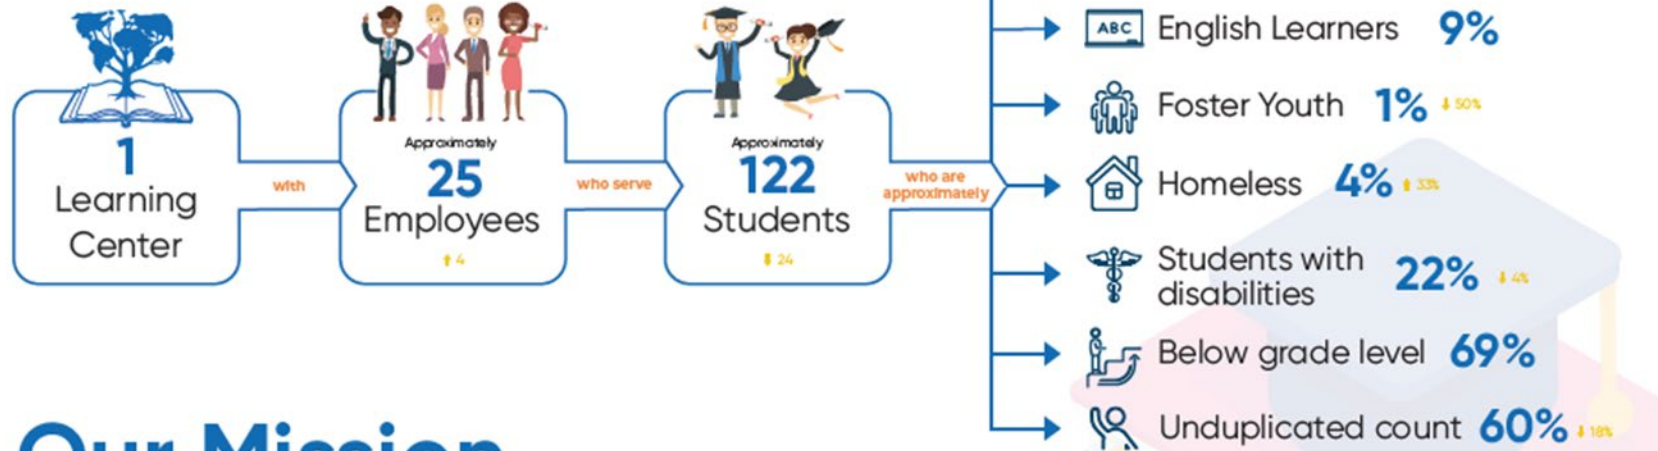 1
Learning
Center
with
Approximately
25
Employees
⬆ 4
who serve
Approximately
122
Students
⬇ 24
who are
approximately
ABC
English Learners 9%
Foster Youth 1% ⬇ 50%
Homeless 4% ⬆ 33%
Students with
disabilities
22% ⬇ 4%
Below grade level 69%
Unduplicated count 60% ⬇ 18%
Our Mission